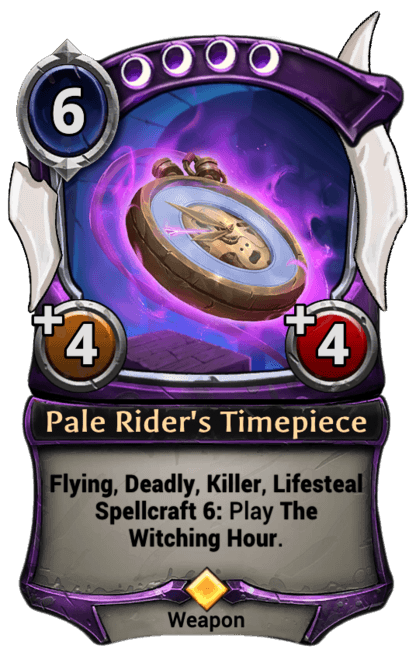 6
+4
+4
Pale Rider's Timepiece
Flying, Deadly, Killer, Lifesteal
Spellcraft 6: Play The
Witching Hour.
Weapon